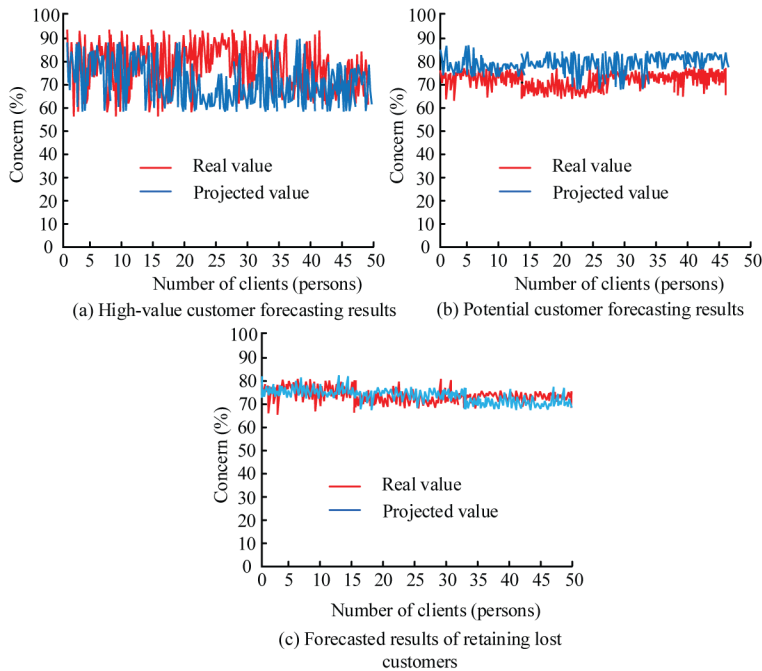 100
90
80
70
60
50
40
30
20
10
0
Concern (%)
Real value
Projected value
0 5 10 15 20 25 30 35 40 45 50
Number of clients (persons)
(a) High-value customer forecasting results
100
90
80
70
60
50
40
30
20
10
0
Concern (%)
Real value
Projected value
0 5 10 15 20 25 30 35 40 45 50
Number of clients (persons)
(b) Potential customer forecasting results
100
90
80
70
60
50
40
30
20
10
0
Concern (%)
Real value
Projected value
0 5 10 15 20 25 30 35 40 45 50
Number of clients (persons)
(c) Forecasted results of retaining lost
customers